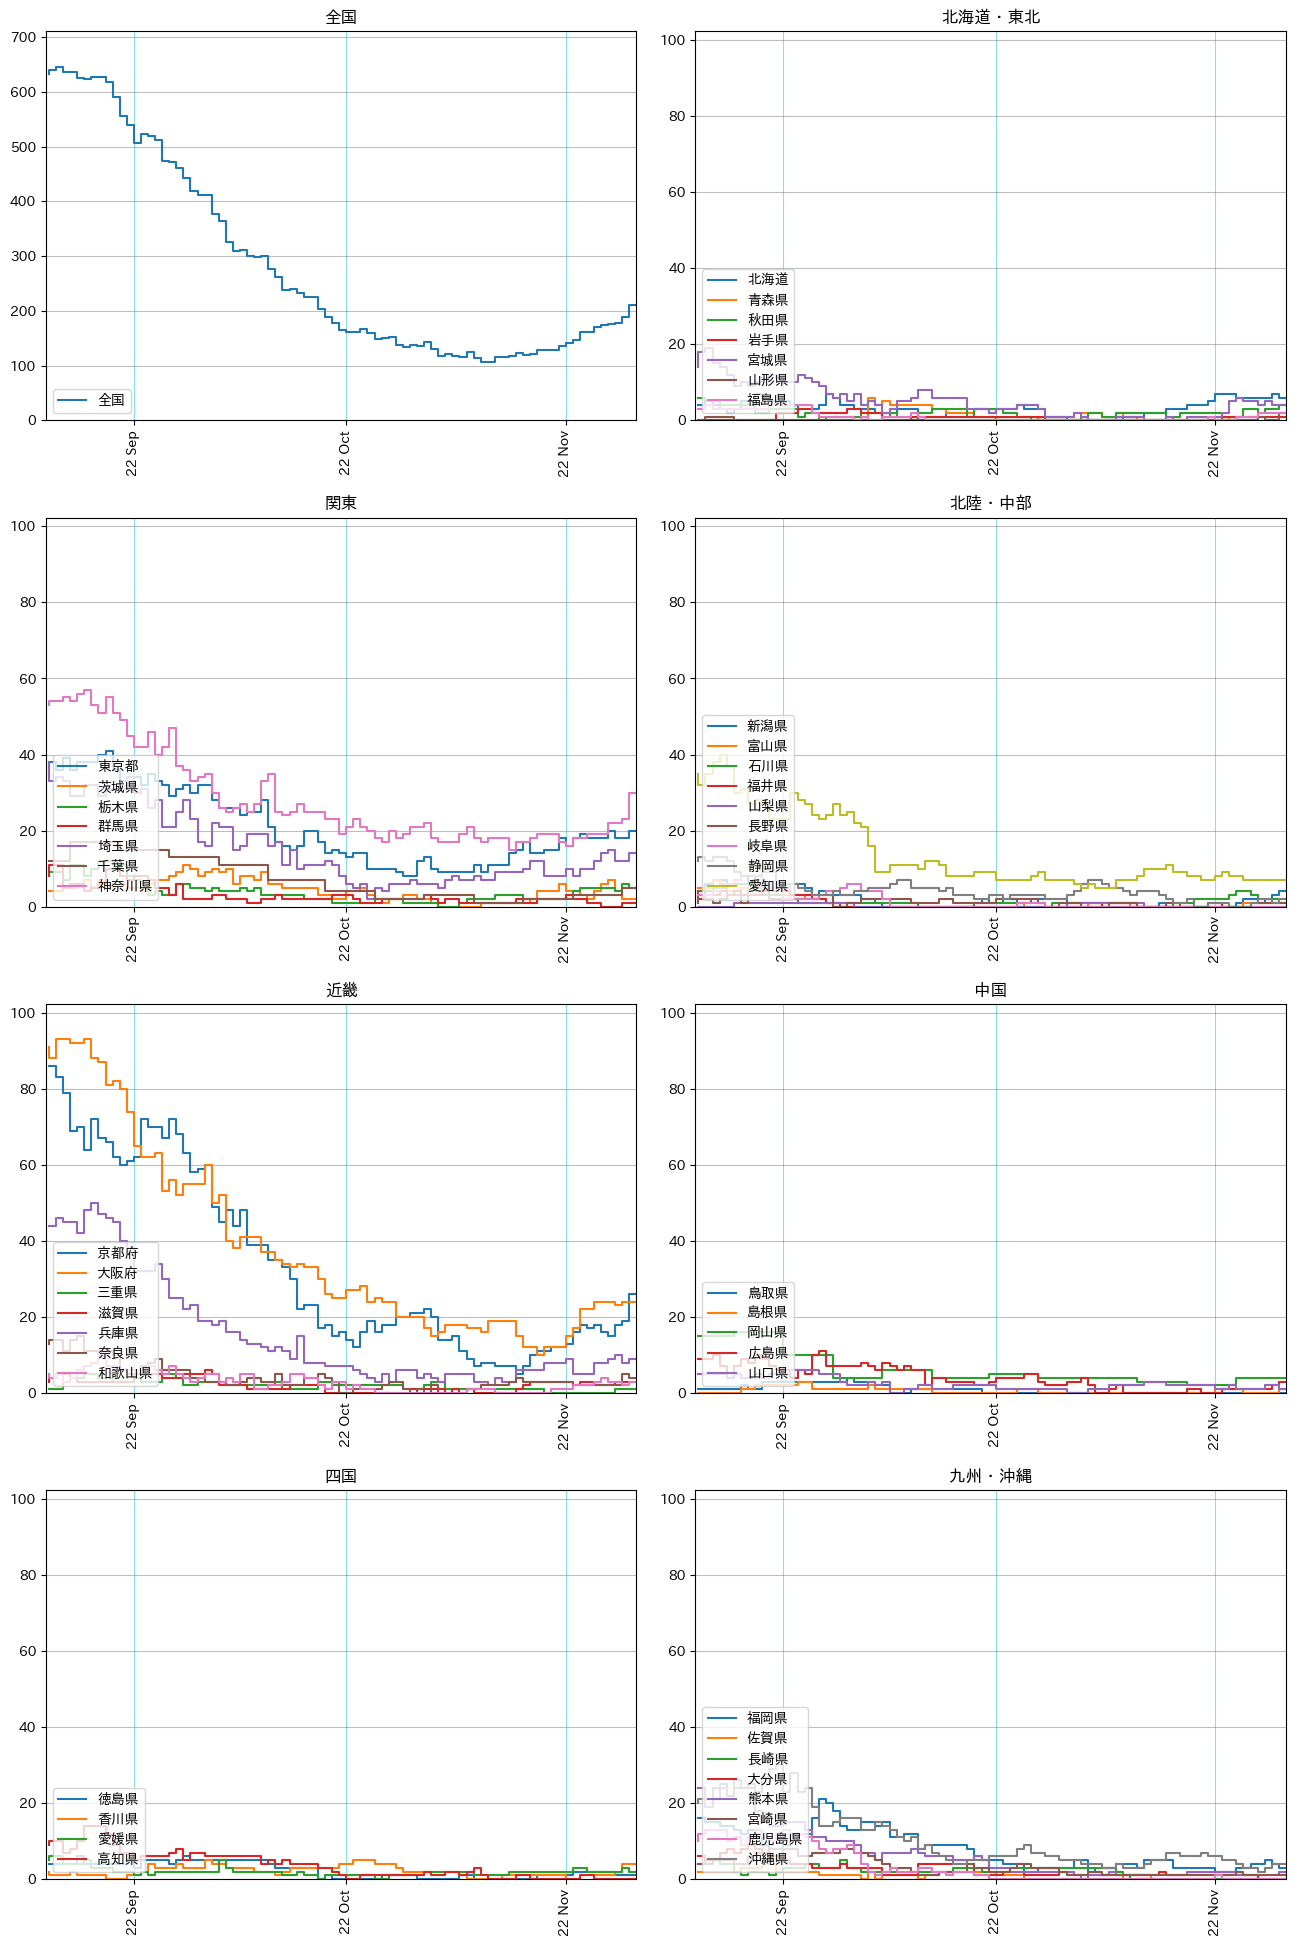 全国
700
600
500
400
300
200
100
0
全国
22 Sep
22 Oct
22 Nov
北海道・東北
100
80
60
40
20
0
北海道
青森県
秋田県
岩手県
宮城県
山形県
福島県
22 Sep
22 Oct
22 Nov
関東
100
80
60
40
20
0
東京都
茨城県
栃木県
群馬県
埼玉県
千葉県
神奈川県
22 Sep
22 Oct
22 Nov
北陸・中部
100
80
60
40
20
0
新潟県
富山県
石川県
福井県
山梨県
長野県
岐阜県
静岡県
愛知県
22 Sep
22 Oct
22 Nov
近畿
100
80
60
40
20
0
京都府
大阪府
三重県
滋賀県
兵庫県
奈良県
和歌山県
22 Sep
22 Oct
22 Nov
中国
100
80
60
40
20
0
鳥取県
島根県
岡山県
広島県
山口県
22 Sep
22 Oct
22 Nov
四国
100
80
60
40
20
0
徳島県
香川県
愛媛県
高知県
22 Sep
22 Oct
22 Nov
九州・沖縄
100
80
60
40
20
0
福岡県
佐賀県
長崎県
大分県
熊本県
宮崎県
鹿児島県
沖縄県
22 Sep
22 Oct
22 Nov